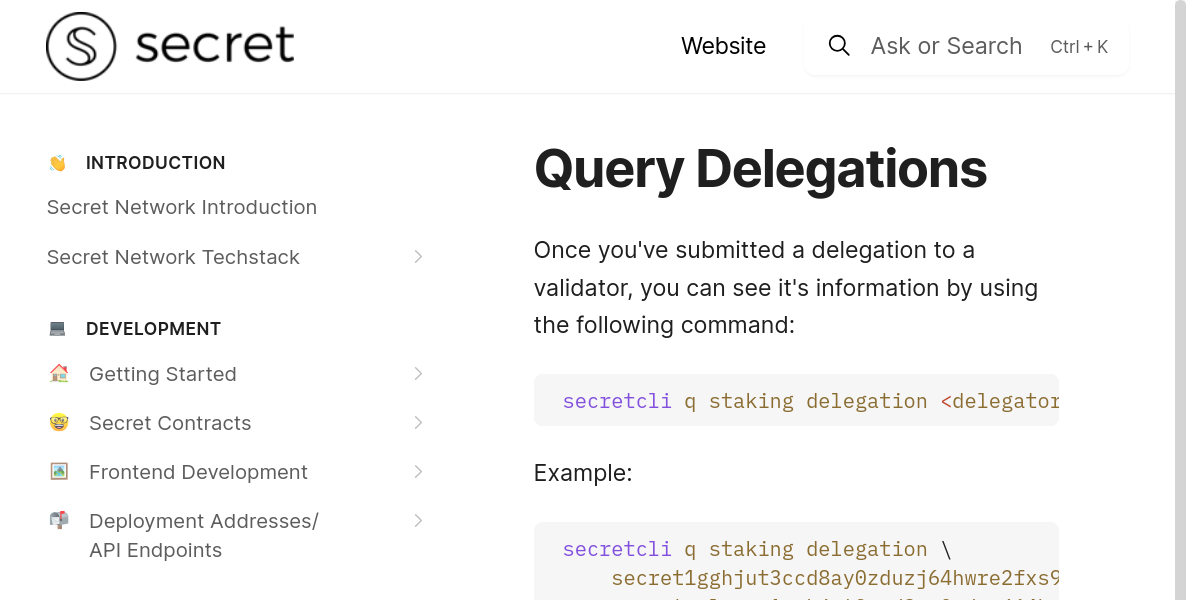 secret
Website
Ask or Search Ctrl + K
INTRODUCTION
Secret Network Introduction
Secret Network Techstack
DEVELOPMENT
Getting Started
Secret Contracts
Frontend Development
Deployment Addresses/
API Endpoints
Query Delegations
Once you've submitted a delegation to a
validator, you can see it's information by using
the following command:
secretcli q staking delegation <delegator
Example:
secretcli q staking delegation \
secret1gghjut3ccd8ay0zduzj64hwre2fxs9